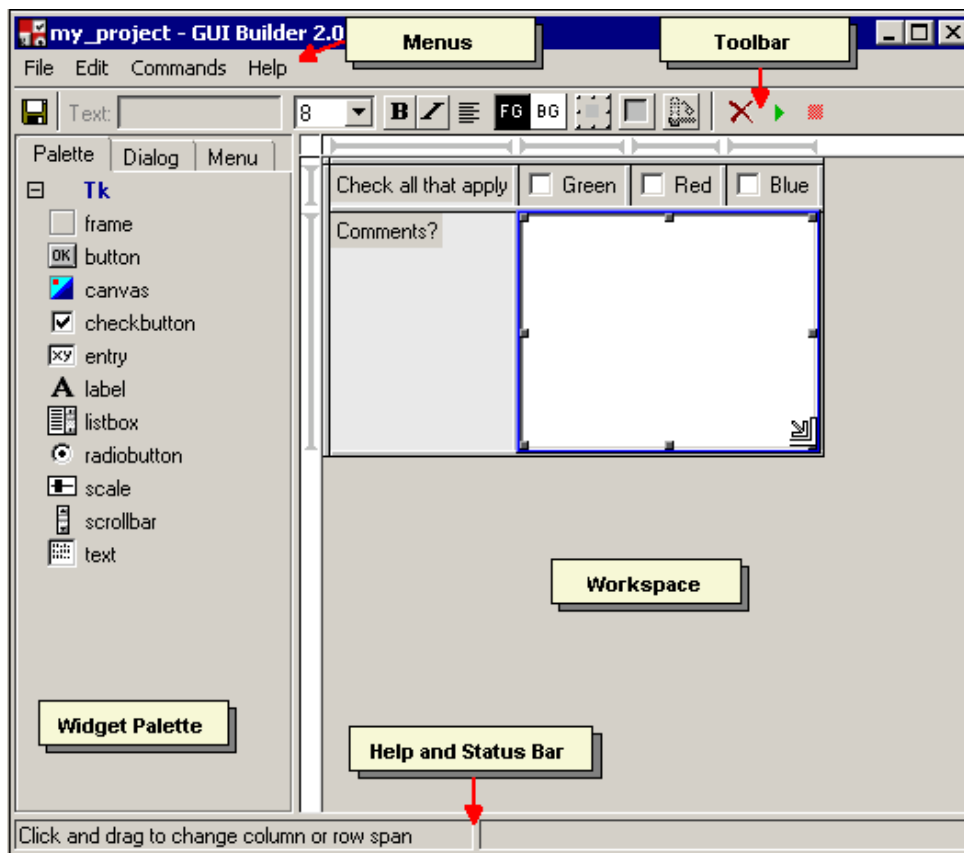 my_project - GUI Builder 2.0
Menus
Toolbar
File Edit Commands Help
Text: 8 B I FG BG
Palette Dialog Menu
Tk
frame
OK button
canvas
checkbutton
xy entry
A label
listbox
radiobutton
scale
scrollbar
text
Check all that apply Green Red Blue
Comments?
Workspace
Widget Palette
Help and Status Bar
Click and drag to change column or row span